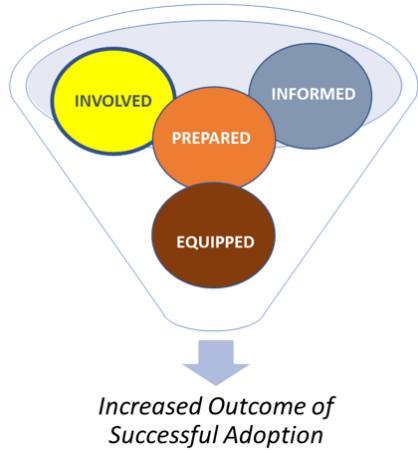 INVOLVED
INFORMED
PREPARED
EQUIPPED
Increased Outcome of
Successful Adoption